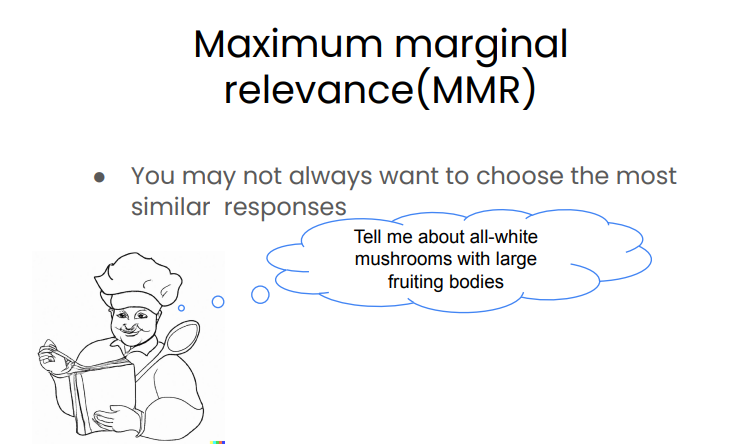 Maximum marginal
relevance(MMR)
● You may not always want to choose the most
similar  responses
Tell me about all-white
mushrooms with large
fruiting bodies